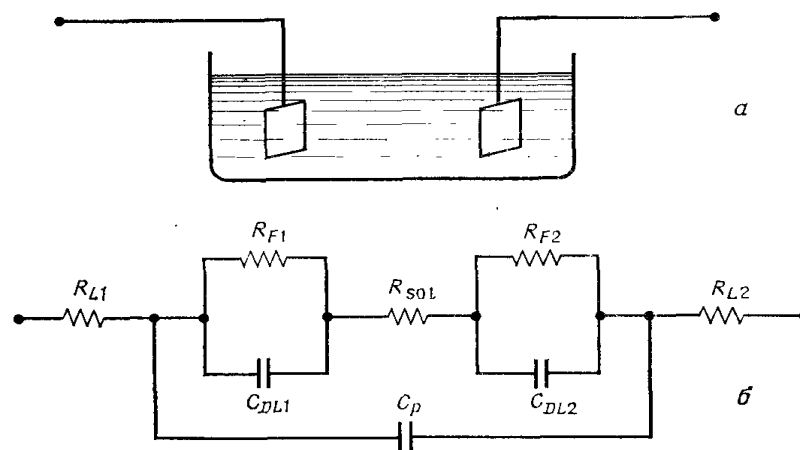 а
R_F1
R_F2
R_L1
R_SOL
R_L2
C_DL1
C_p
C_DL2
б